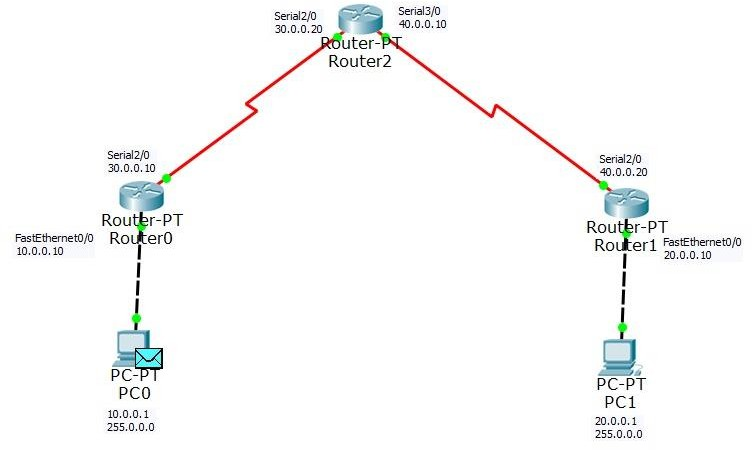 Serial2/0
30.0.0.20
Serial3/0
40.0.0.10
Router-PT
Router2
Serial2/0
30.0.0.10
Router-PT
Router0
FastEthernet0/0
10.0.0.10
Serial2/0
40.0.0.20
Router-PT
Router1
FastEthernet0/0
20.0.0.10
PC-PT
PC0
10.0.0.1
255.0.0.0
PC-PT
PC1
20.0.0.1
255.0.0.0